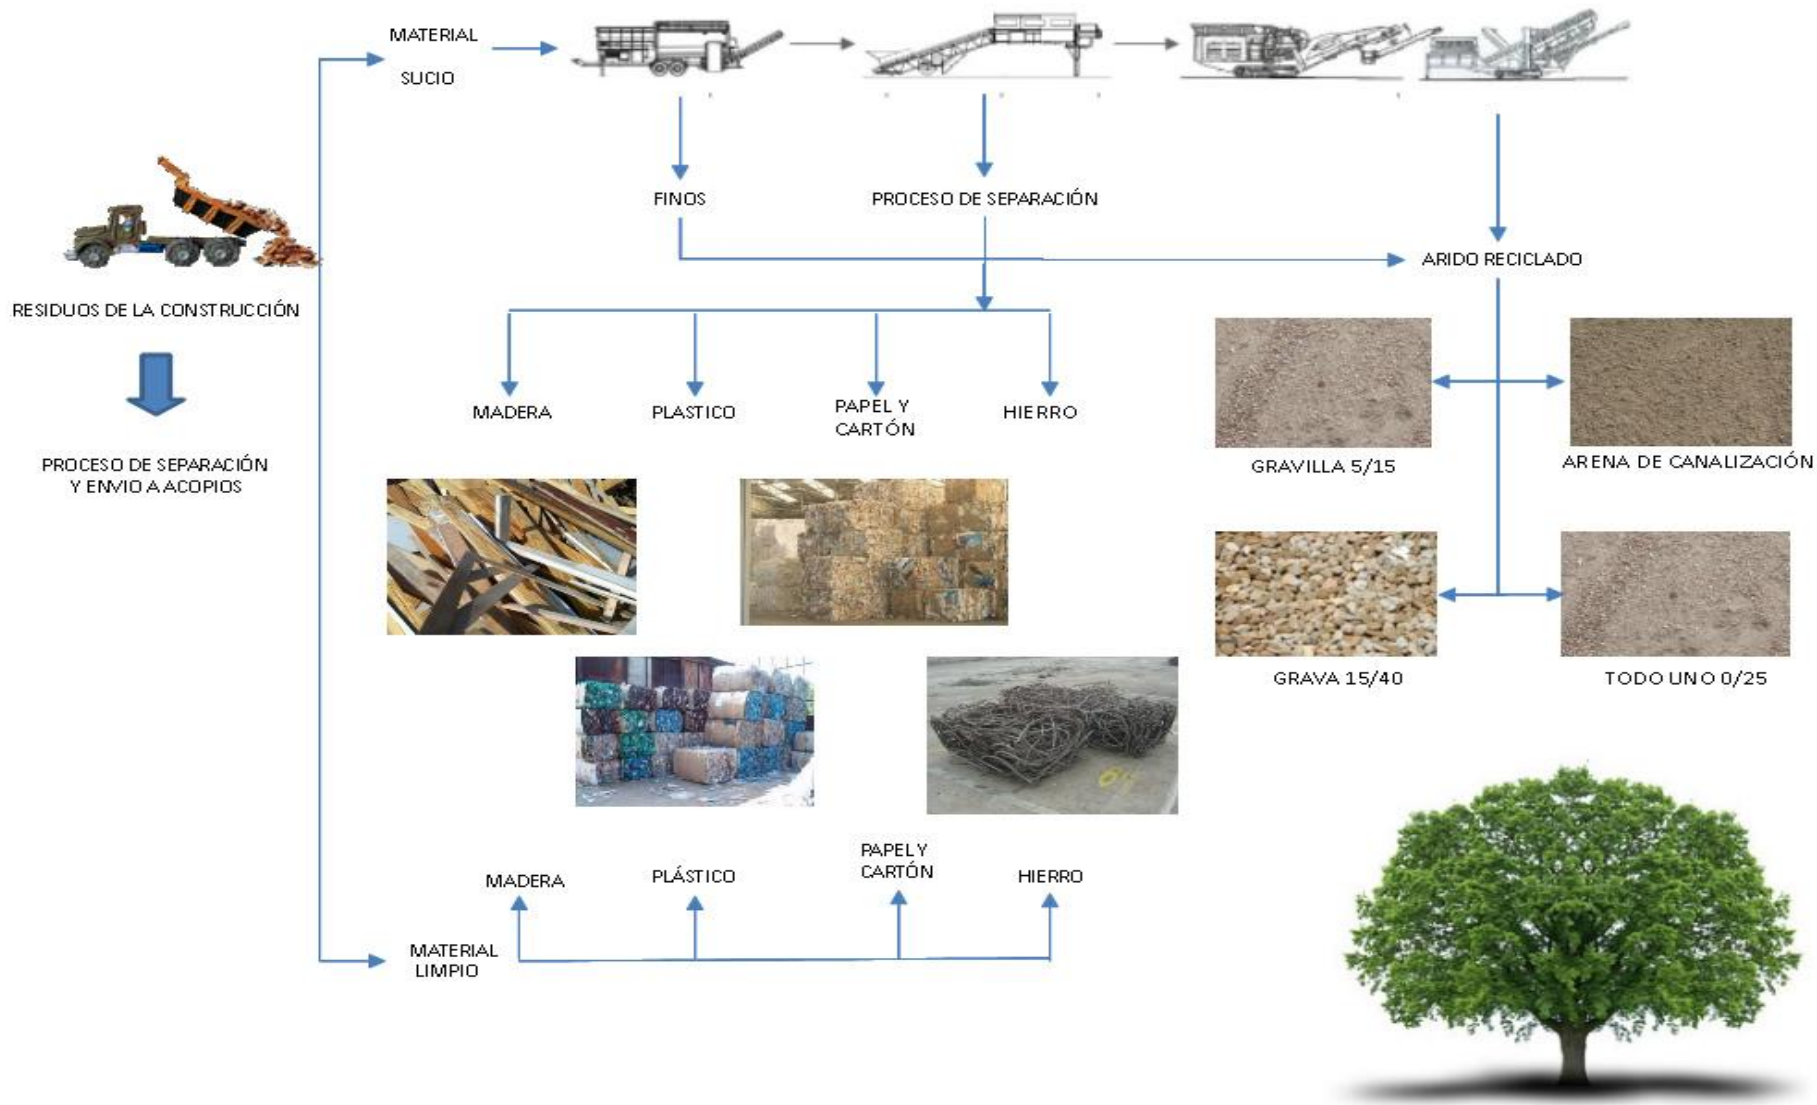 MATERIAL
SUCIO
FINOS
PROCESO DE SEPARACIÓN
ARIDO RECICLADO
RESIDUOS DE LA CONSTRUCCIÓN
PROCESO DE SEPARACIÓN
Y ENVIO A ACOPIOS
MADERA
PLASTICO
PAPEL Y
CARTÓN
HIERRO
GRAVILLA 5/15
ARENA DE CANALIZACIÓN
GRAVA 15/40
TODO UNO 0/25
MADERA
PLÁSTICO
PAPEL Y
CARTÓN
HIERRO
MATERIAL
LIMPIO